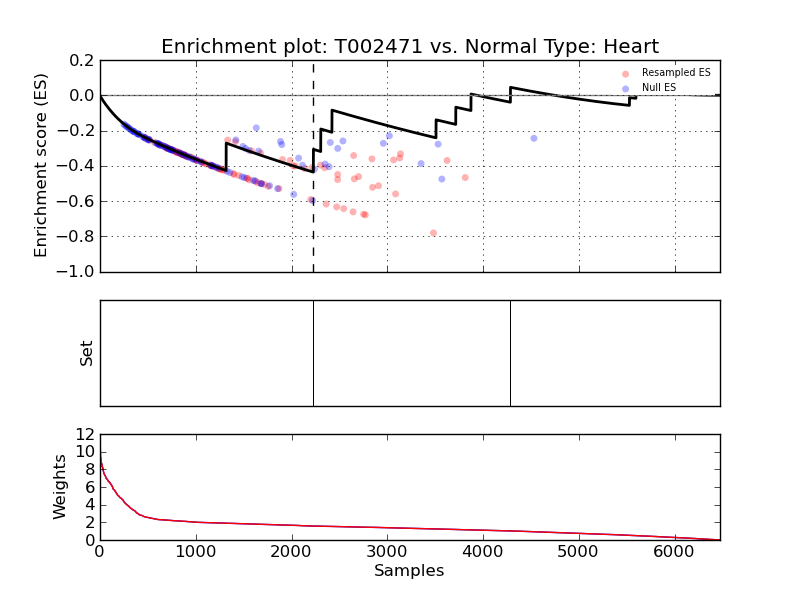 Enrichment plot: T002471 vs. Normal Type: Heart
Enrichment score (ES)
0.2
0.0
−0.2
−0.4
−0.6
−0.8
−1.0
Resampled ES
Null ES
Set
Weights
12
10
8
6
4
2
0
0 1000 2000 3000 4000 5000 6000
Samples